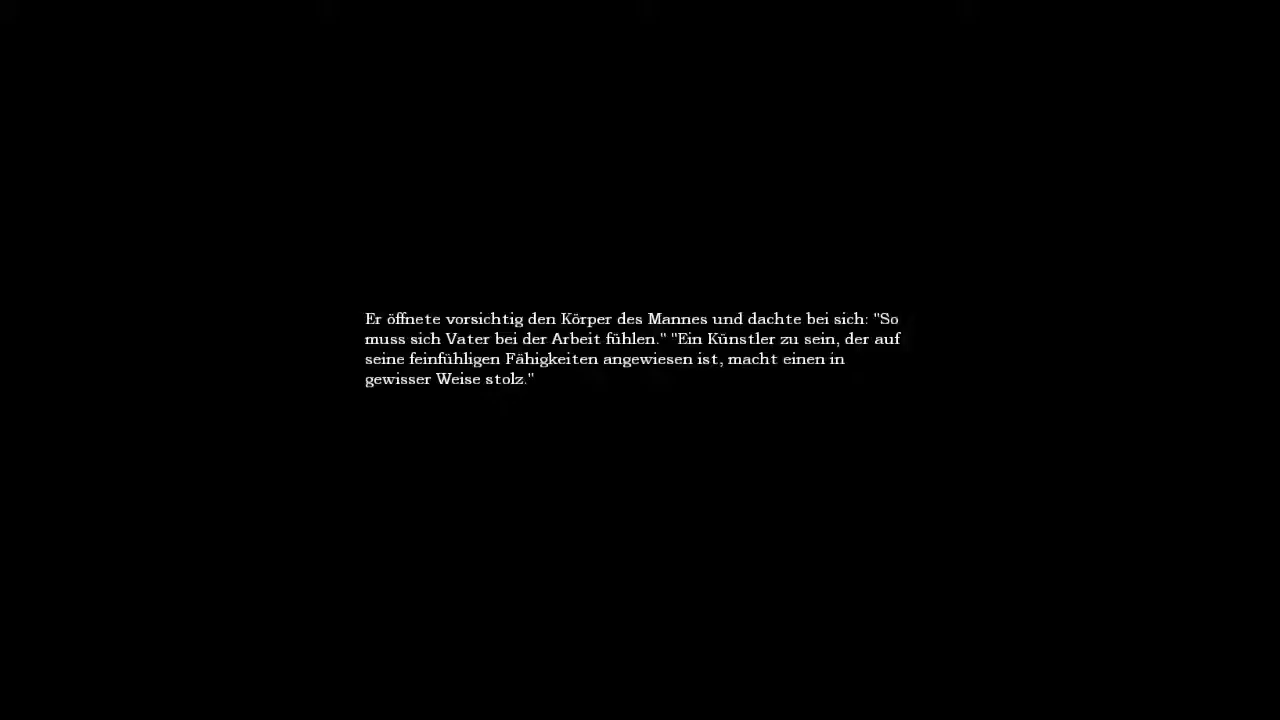 Er öffnete vorsichtig den Körper des Mannes und dachte bei sich: "So
muss sich Vater bei der Arbeit fühlen." "Ein Künstler zu sein, der auf
seine feinfühligen Fähigkeiten angewiesen ist, macht einen in
gewisser Weise stolz."